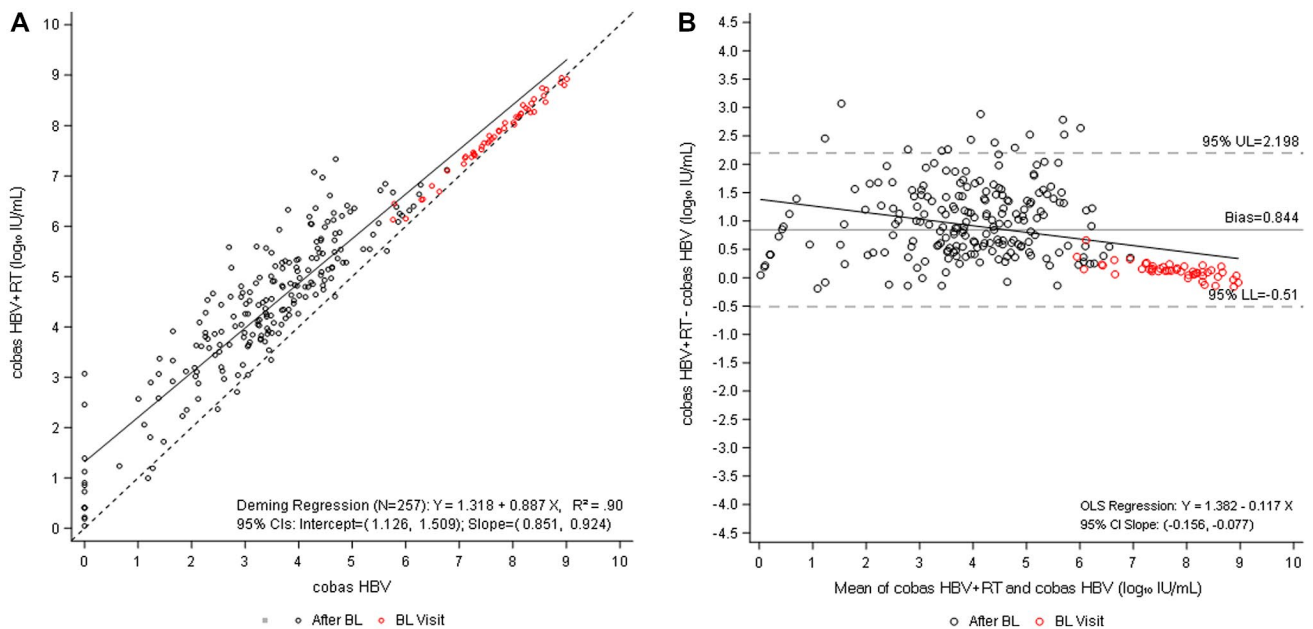 A
10
9
8
7
6
5
4
3
2
1
0
cobas HBV+RT (log₁₀ IU/mL)
Deming Regression (N=257): Y = 1.318 + 0.887 X, R² = .90
95% CIs: Intercept=( 1.126, 1.509); Slope=( 0.851, 0.924)
0 1 2 3 4 5 6 7 8 9 10
cobas HBV
After BL BL Visit
B
4.5
4.0
3.5
3.0
2.5
2.0
1.5
1.0
0.5
0.0
-0.5
-1.0
-1.5
-2.0
-2.5
-3.0
-3.5
-4.0
-4.5
cobas HBV+RT - cobas HBV (log₁₀ IU/mL)
95% UL=2.198
Bias=0.844
95% LL=-0.51
OLS Regression: Y = 1.382 - 0.117 X
95% CI Slope: (-0.156, -0.077)
0 1 2 3 4 5 6 7 8 9 10
Mean of cobas HBV+RT and cobas HBV (log₁₀ IU/mL)
After BL BL Visit